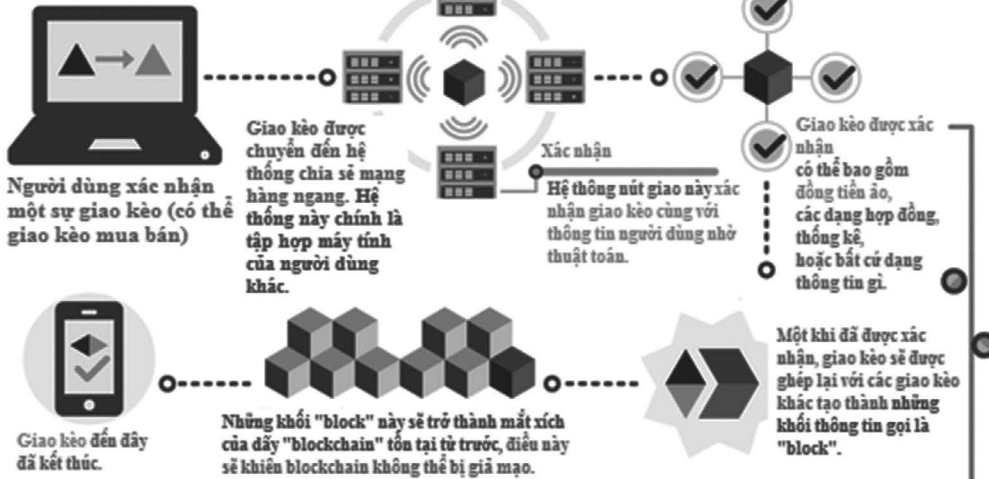 Người dùng xác nhận
một sự giao kèo (có thể
giao kèo mua bán)
Giao kèo được
chuyển đến hệ
thống chia sẻ mạng
hàng ngang. Hệ
thống này chính là
tập hợp máy tính
của người dùng
khác.
Xác nhận
Hệ thông nút giao này xác
nhận giao kèo cùng với
thông tin người dùng nhờ
thuật toán.
Giao kèo được xác
nhận
có thể bao gồm
đồng tiền ảo,
các dạng hợp đồng,
thống kê,
hoặc bất cứ dạng
thông tin gì.
Một khi đã được xác
nhận, giao kèo sẽ được
ghép lại với các giao kèo
khác tạo thành những
khối thông tin gọi là
"block".
Những khối "block" này sẽ trở thành mắt xích
của dãy "blockchain" tồn tại từ trước, điều này
sẽ khiến blockchain không thể bị giả mạo.
Giao kèo đến đây
đã kết thúc.